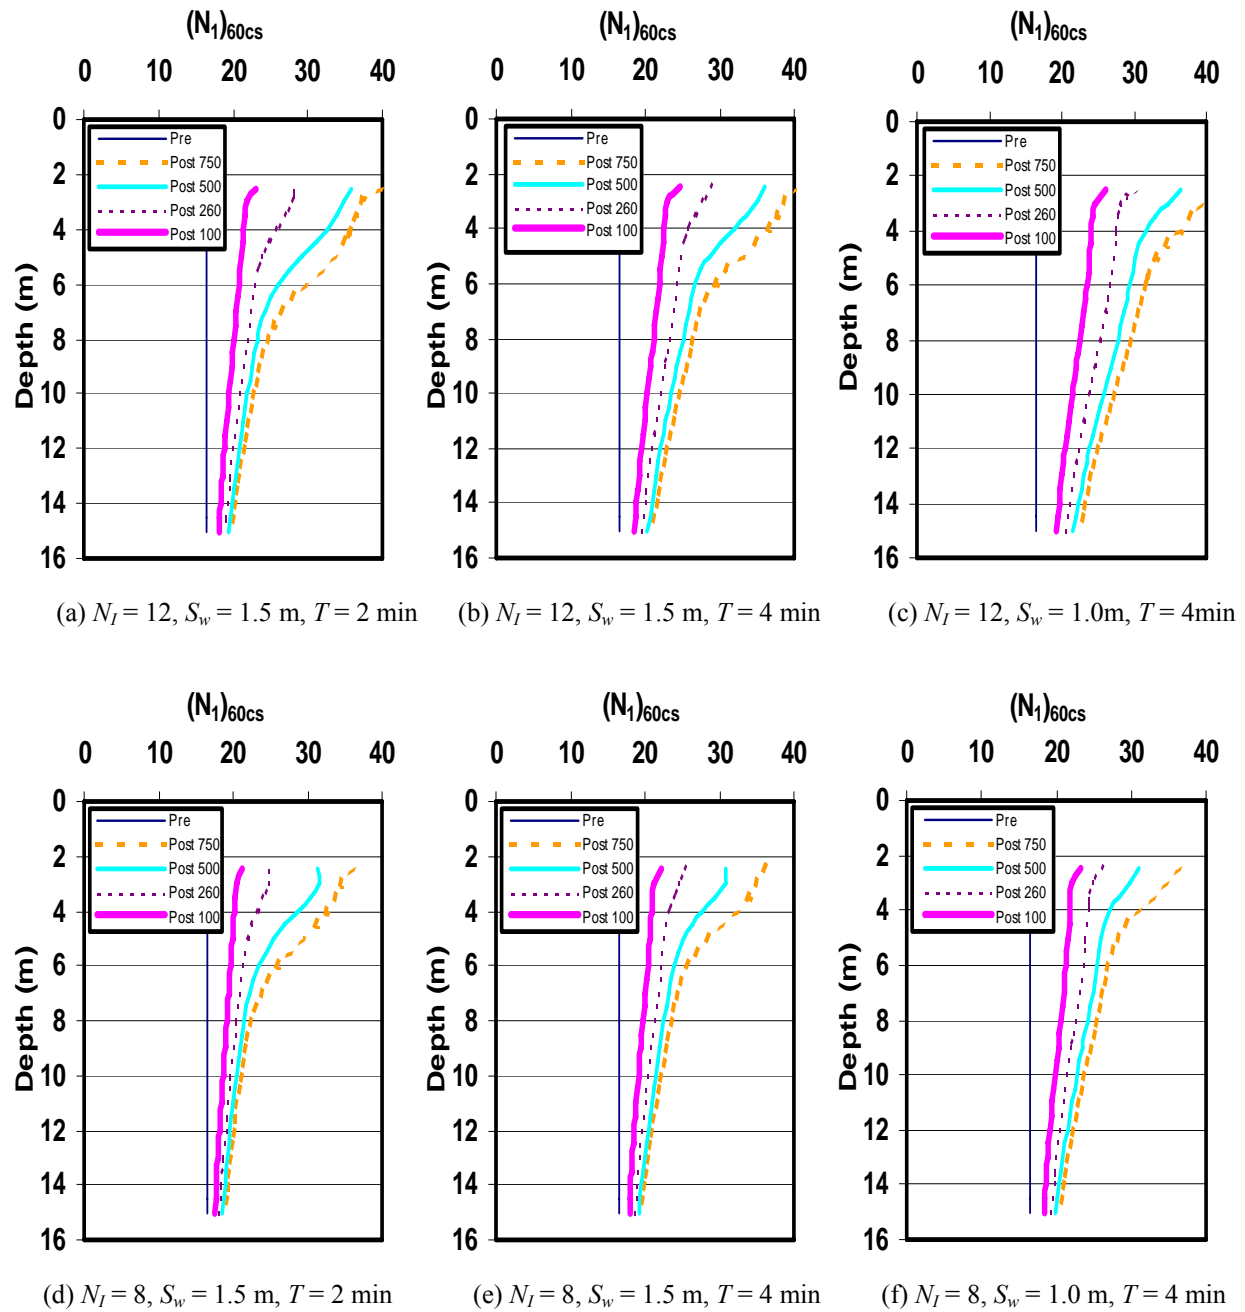 (N1)60cs (N1)60cs (N1)60cs
0 10 20 30 40 0 10 20 30 40 0 10 20 30 40
0 0 0
Pre Pre Pre
Post 750 Post 750 Post 750
2 2 2
Post 500 Post 500 Post 500
Post 260 Post 260 Post 260
Post 100 Post 100 Post 100
4 4 4
6 6 6
Depth (m) Depth (m) Depth (m)
8 8 8
10 10 10
12 12 12
14 14 14
16 16 16
(a) NI = 12, Sw = 1.5 m, T = 2 min (b) NI = 12, Sw = 1.5 m, T = 4 min (c) NI = 12, Sw = 1.0m, T = 4min
(N1)60cs (N1)60cs (N1)60cs
0 10 20 30 40 0 10 20 30 40 0 10 20 30 40
0 0 0
Pre Pre Pre
Post 750 Post 750 Post 750
2 2 2
Post 500 Post 500 Post 500
Post 260 Post 260 Post 260
Post 100 Post 100 Post 100
4 4 4
6 6 6
Depth (m) Depth (m) Depth (m)
8 8 8
10 10 10
12 12 12
14 14 14
16 16 16
(d) NI = 8, Sw = 1.5 m, T = 2 min (e) NI = 8, Sw = 1.5 m, T = 4 min (f) NI = 8, Sw = 1.0 m, T = 4 min